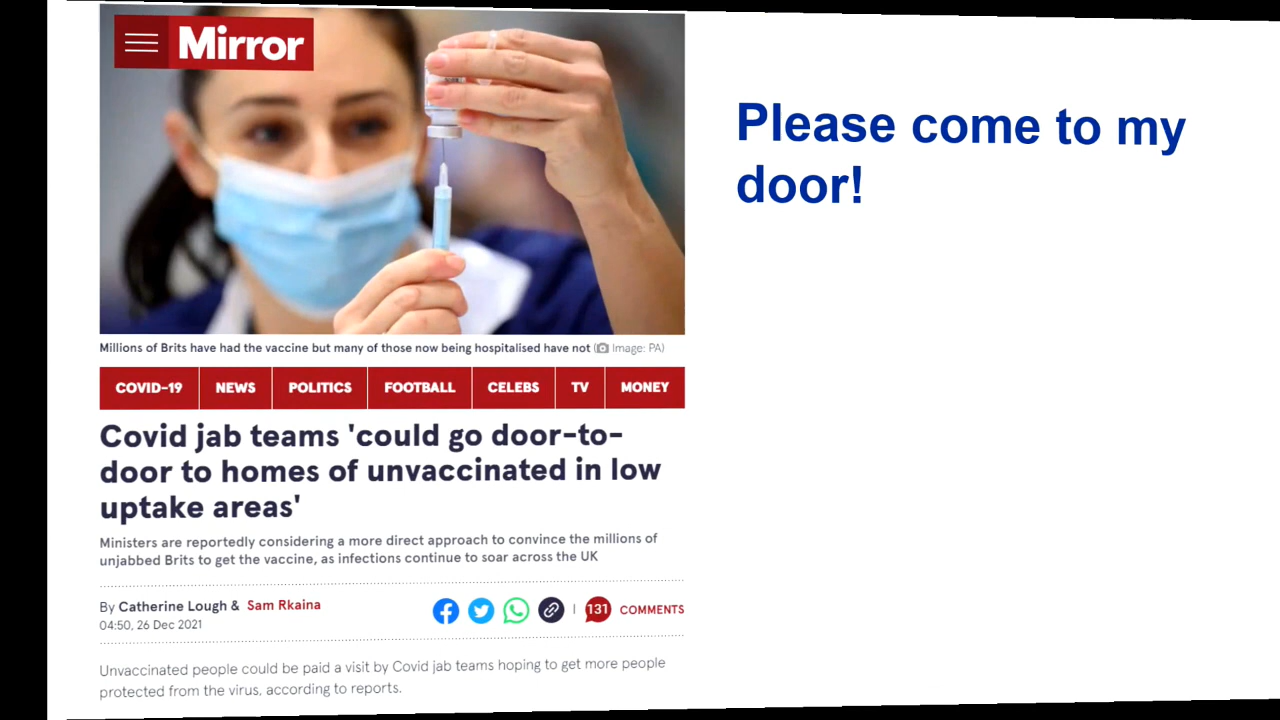 Mirror
Please come to my
door!
Millions of Brits have had the vaccine but many of those now being hospitalised have not (Image: PA)
COVID-19 NEWS POLITICS FOOTBALL CELEBS TV MONEY
Covid jab teams 'could go door-to-
door to homes of unvaccinated in low
uptake areas'
Ministers are reportedly considering a more direct approach to convince the millions of
unjabbed Brits to get the vaccine, as infections continue to soar across the UK
By Catherine Lough & Sam Rkaina
04:50, 26 Dec 2021
131 COMMENTS
Unvaccinated people could be paid a visit by Covid jab teams hoping to get more people
protected from the virus, according to reports.